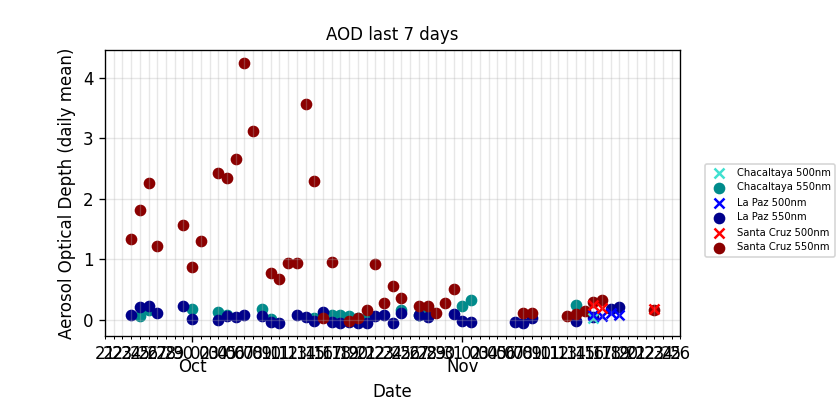 AOD last 7 days
Aerosol Optical Depth (daily mean)
4
3
2
1
0
Oct
Nov
Date
Chacaltaya 500nm
Chacaltaya 550nm
La Paz 500nm
La Paz 550nm
Santa Cruz 500nm
Santa Cruz 550nm